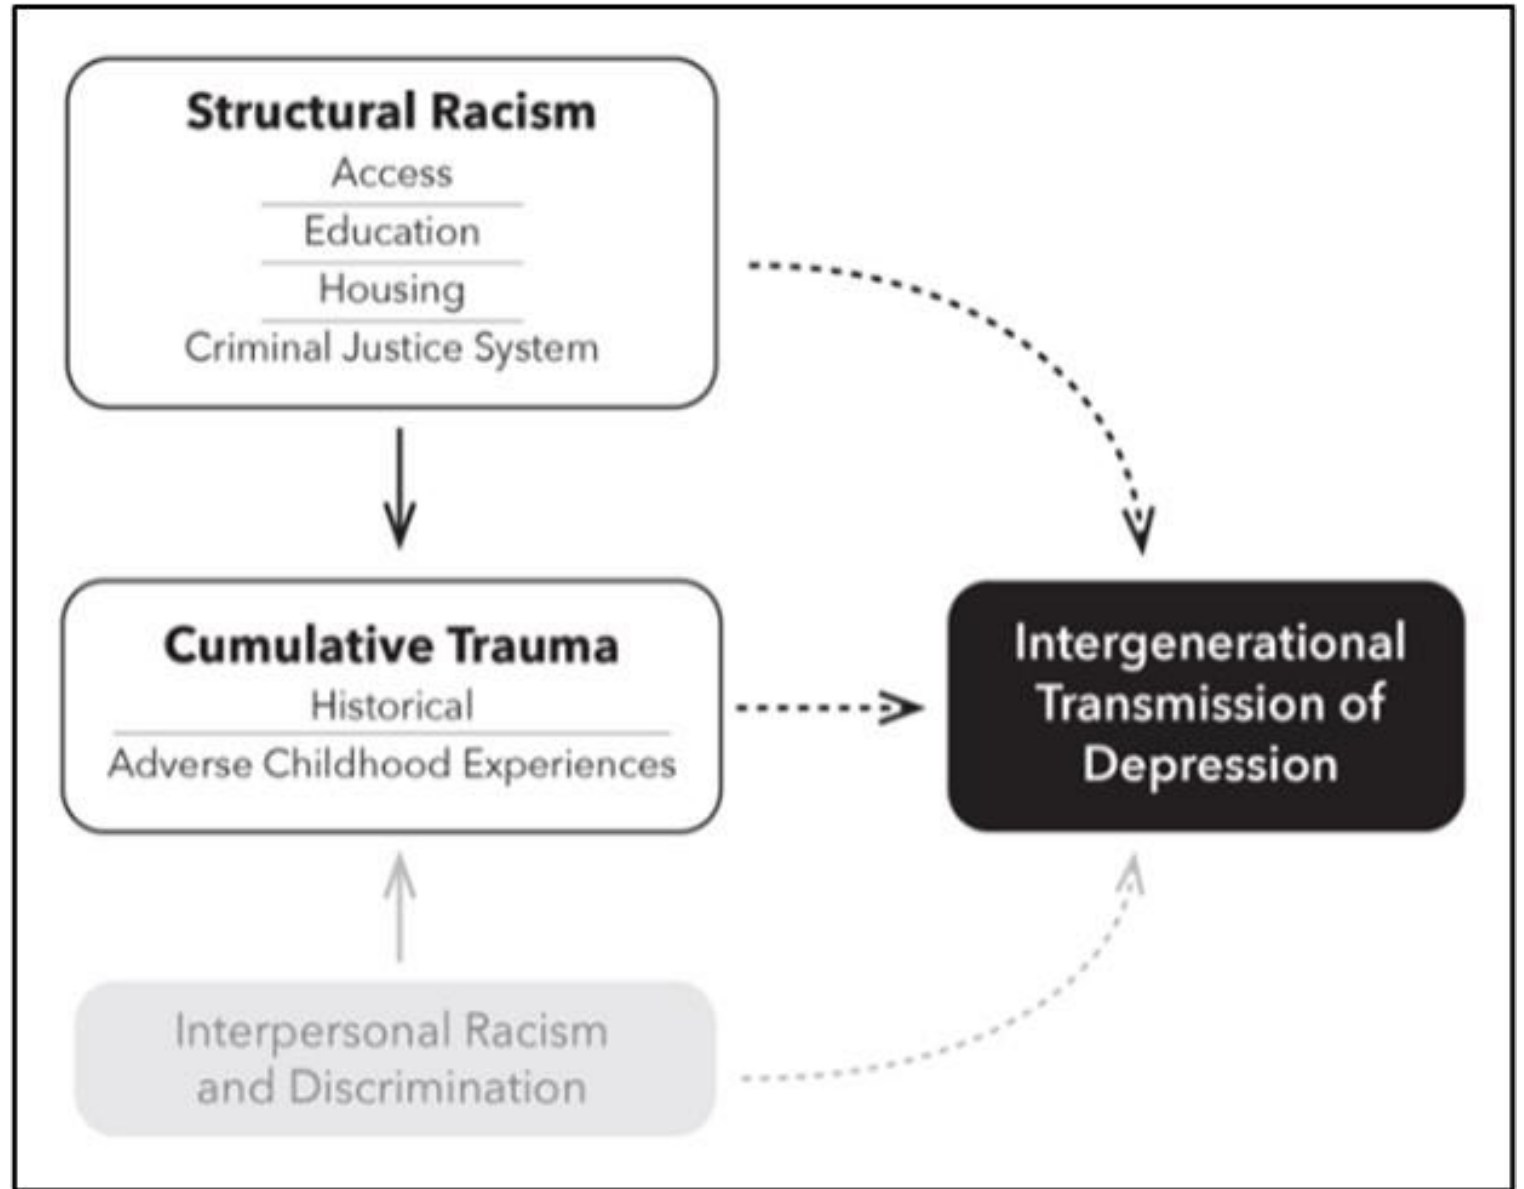 Structural Racism
Access
Education
Housing
Criminal Justice System
Cumulative Trauma
Historical
Adverse Childhood Experiences
Intergenerational
Transmission of
Depression
Interpersonal Racism
and Discrimination